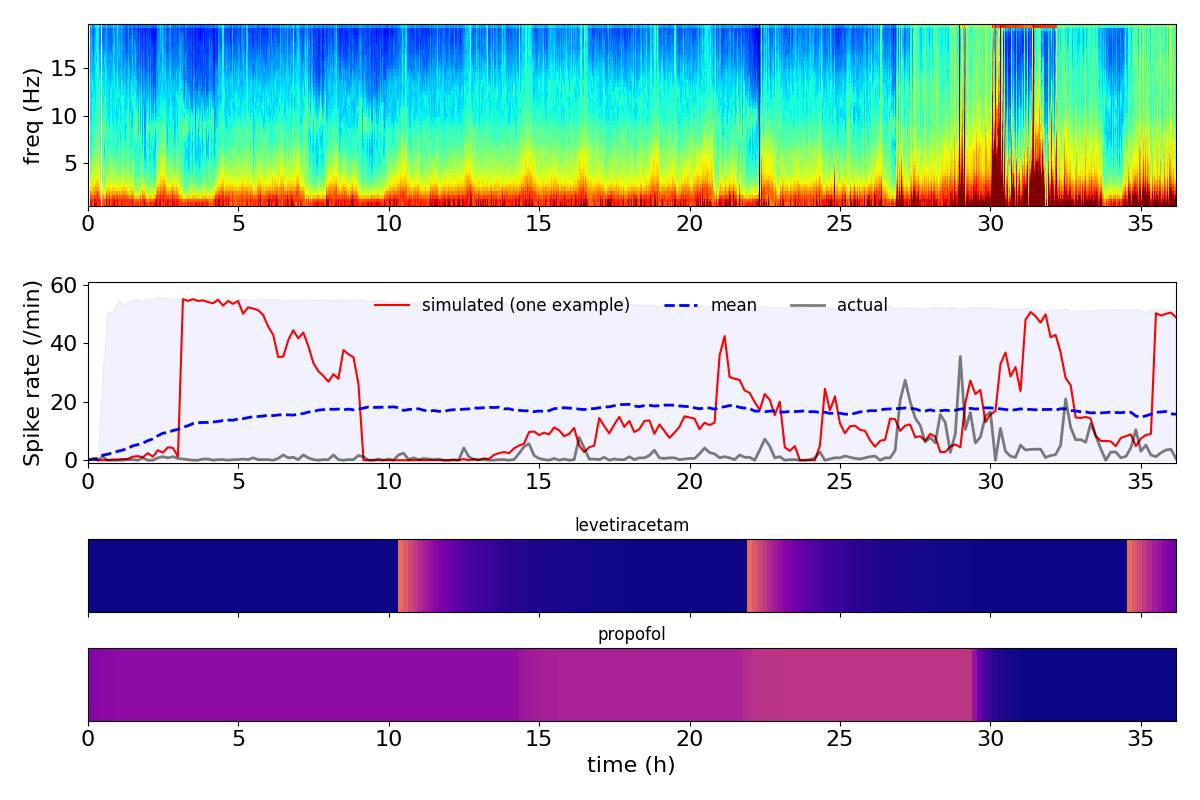 15
10
5
freq (Hz)
0 5 10 15 20 25 30 35
60
40
20
0
Spike rate (/min)
simulated (one example) mean actual
0 5 10 15 20 25 30 35
levetiracetam
propofol
0 5 10 15 20 25 30 35
time (h)